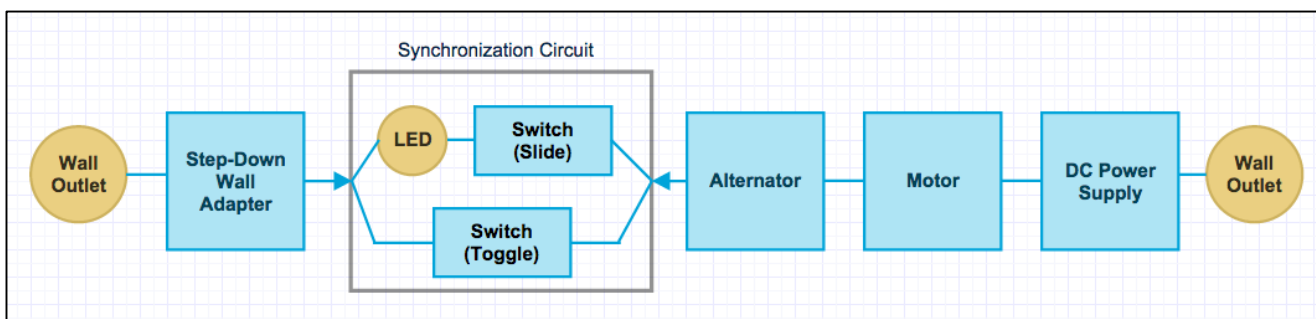 Synchronization Circuit
Wall
Outlet
Step-Down
Wall
Adapter
LED
Switch
(Slide)
Switch
(Toggle)
Alternator
Motor
DC Power
Supply
Wall
Outlet